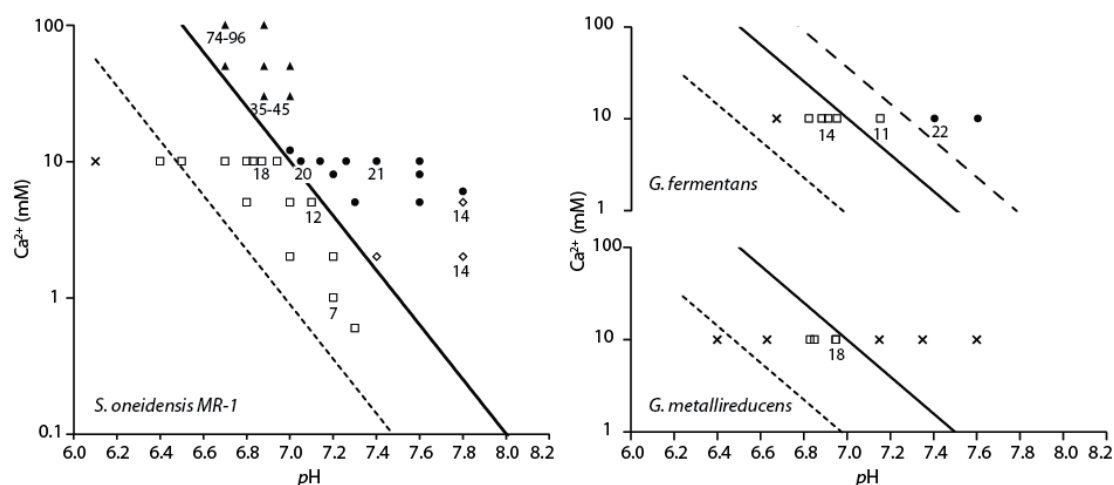 100
10
1
0.1
Ca²⁺ (mM)
74-96
35-45
18
20
21
12
14
14
7
S. oneidensis MR-1
6.0 6.2 6.4 6.6 6.8 7.0 7.2 7.4 7.6 7.8 8.0 8.2
pH
100
10
1
14
11
22
G. fermentans
Ca²⁺ (mM)
100
10
1
18
G. metallireducens
6.0 6.2 6.4 6.6 6.8 7.0 7.2 7.4 7.6 7.8 8.0 8.2
pH